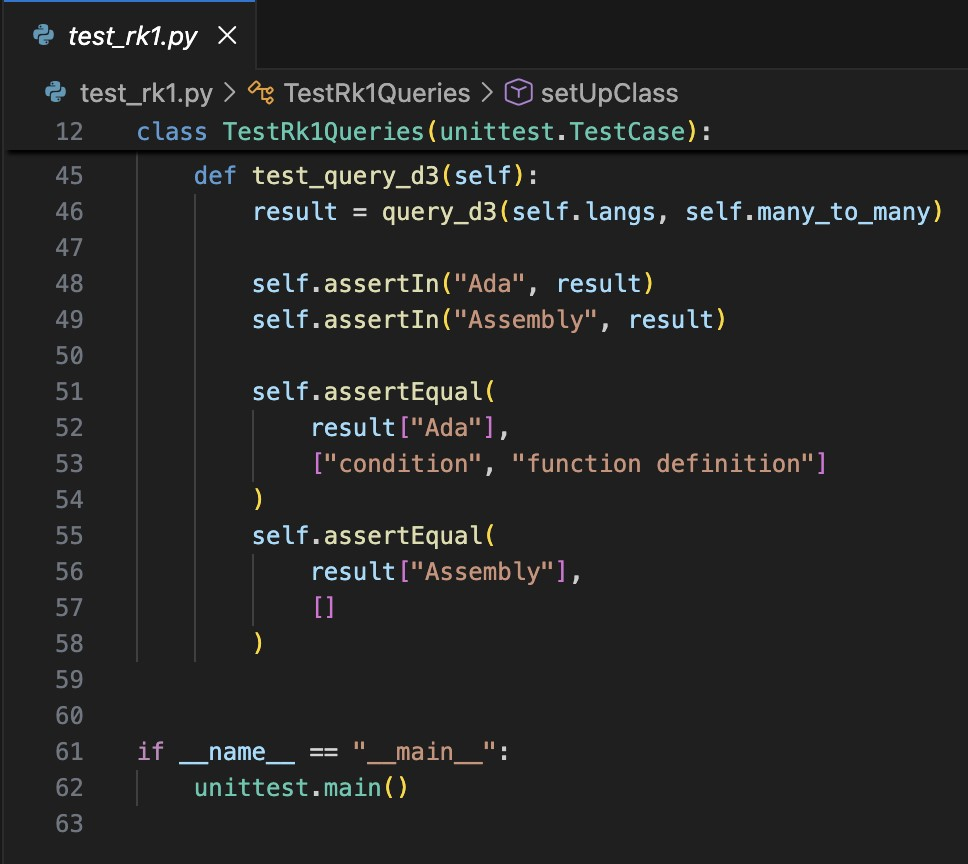 test_rk1.py ×
test_rk1.py > TestRk1Queries > setUpClass
12 class TestRk1Queries(unittest.TestCase):
45     def test_query_d3(self):
46         result = query_d3(self.langs, self.many_to_many)
47
48         self.assertIn("Ada", result)
49         self.assertIn("Assembly", result)
50
51         self.assertEqual(
52             result["Ada"],
53             ["condition", "function definition"]
54         )
55         self.assertEqual(
56             result["Assembly"],
57             []
58         )
59
60
61 if __name__ == "__main__":
62     unittest.main()
63